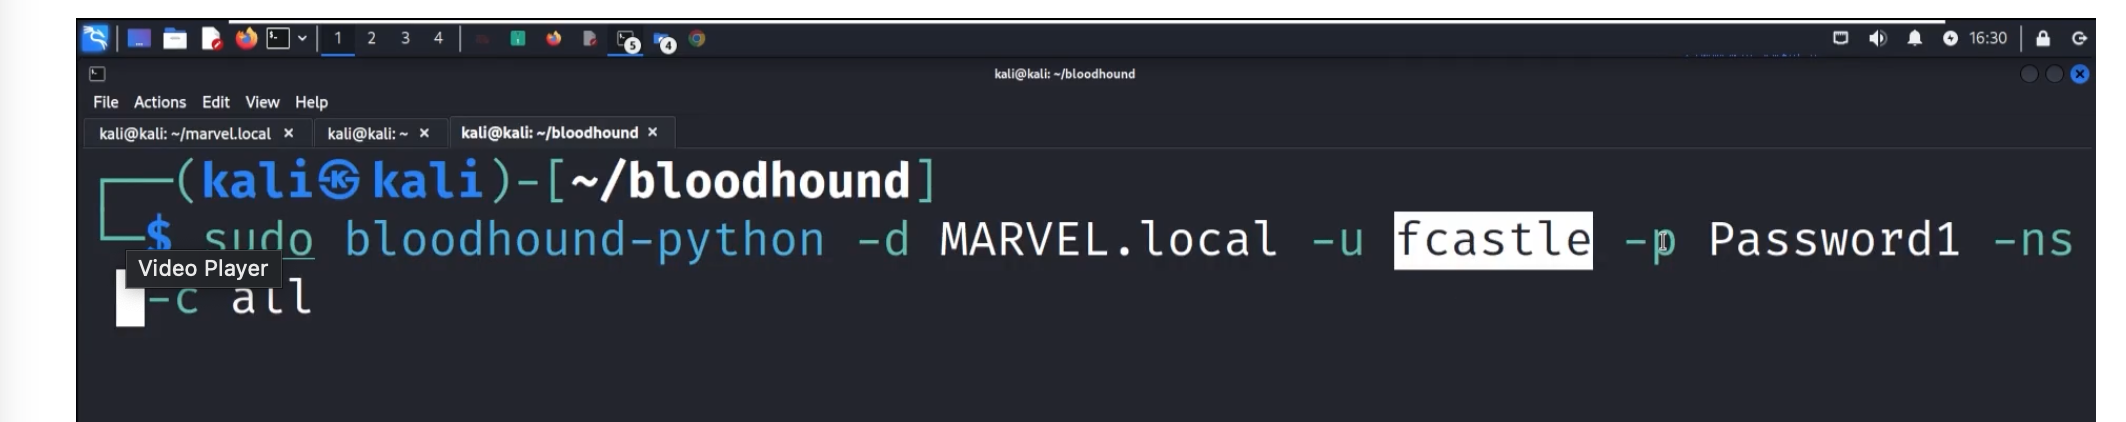 1 2 3 4 5 4 16:30
kali@kali: ~/bloodhound
File Actions Edit View Help
kali@kali: ~/marvel.local × kali@kali: ~ × kali@kali: ~/bloodhound ×
(kali㉿kali)-[~/bloodhound]
$ sudo bloodhound-python -d MARVEL.local -u fcastle -p Password1 -ns
Video Player
-c all